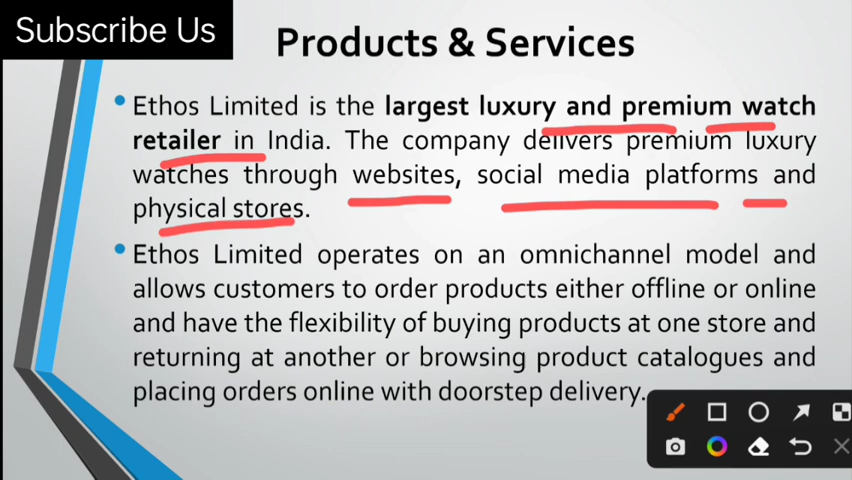 Subscribe Us
Products & Services
• Ethos Limited is the largest luxury and premium watch
retailer in India. The company delivers premium luxury
watches through websites, social media platforms and
physical stores.
• Ethos Limited operates on an omnichannel model and
allows customers to order products either offline or online
and have the flexibility of buying products at one store and
returning at another or browsing product catalogues and
placing orders online with doorstep delivery.